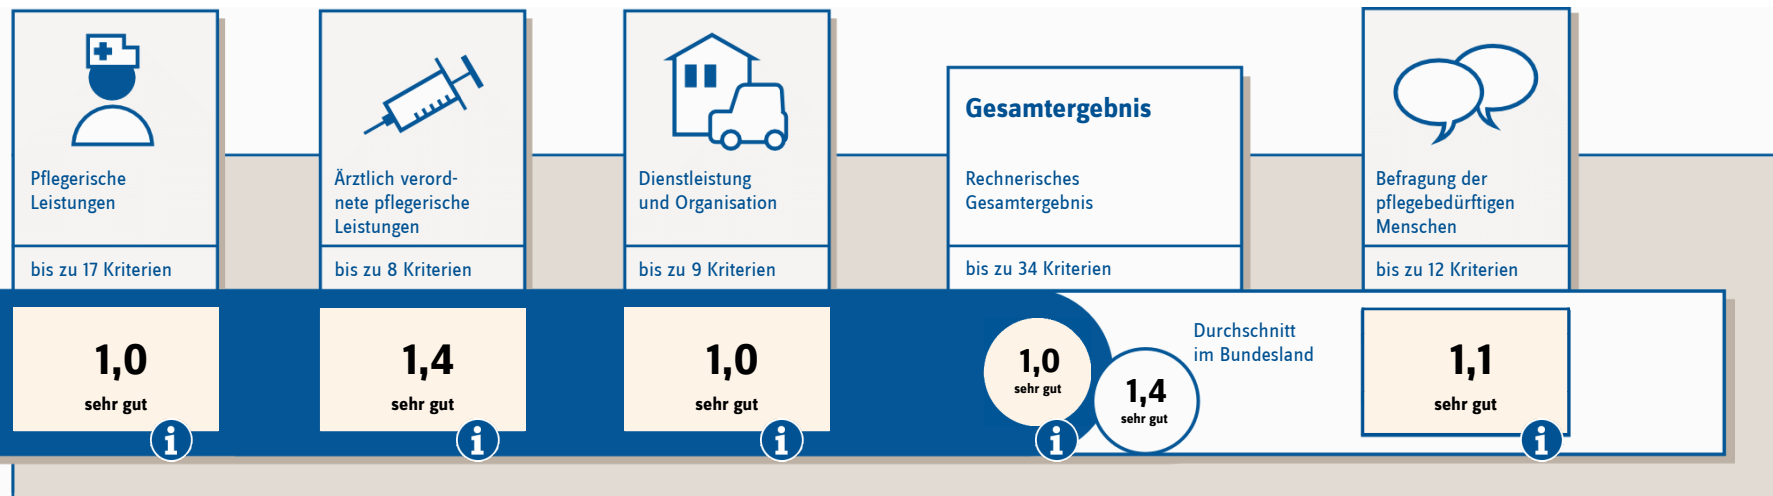 Pflegerische
Leistungen
bis zu 17 Kriterien
1,0
sehr gut
i
Ärztlich verord-
nete pflegerische
Leistungen
bis zu 8 Kriterien
1,4
sehr gut
i
Dienstleistung
und Organisation
bis zu 9 Kriterien
1,0
sehr gut
i
Gesamtergebnis
Rechnerisches
Gesamtergebnis
bis zu 34 Kriterien
1,0
sehr gut
i
1,4
sehr gut
Durchschnitt
im Bundesland
Befragung der
pflegebedürftigen
Menschen
bis zu 12 Kriterien
1,1
sehr gut
i